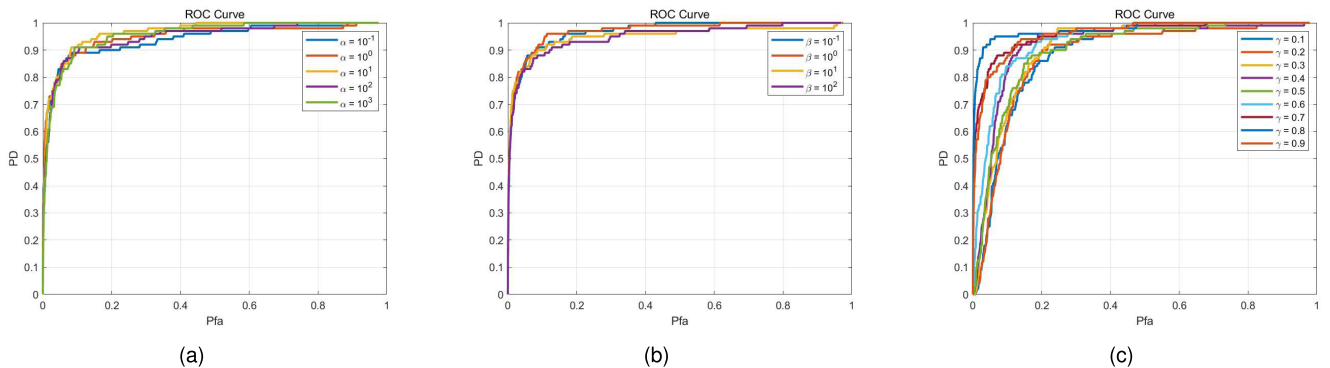 ROC Curve
1
0.9
0.8
0.7
0.6
0.5
0.4
0.3
0.2
0.1
0
PD
0 0.2 0.4 0.6 0.8 1
Pfa
α = 10⁻¹
α = 10⁰
α = 10¹
α = 10²
α = 10³
(a)
ROC Curve
1
0.9
0.8
0.7
0.6
0.5
0.4
0.3
0.2
0.1
0
PD
0 0.2 0.4 0.6 0.8 1
Pfa
β = 10⁻¹
β = 10⁰
β = 10¹
β = 10²
(b)
ROC Curve
1
0.9
0.8
0.7
0.6
0.5
0.4
0.3
0.2
0.1
0
PD
0 0.2 0.4 0.6 0.8 1
Pfa
γ = 0.1
γ = 0.2
γ = 0.3
γ = 0.4
γ = 0.5
γ = 0.6
γ = 0.7
γ = 0.8
γ = 0.9
(c)